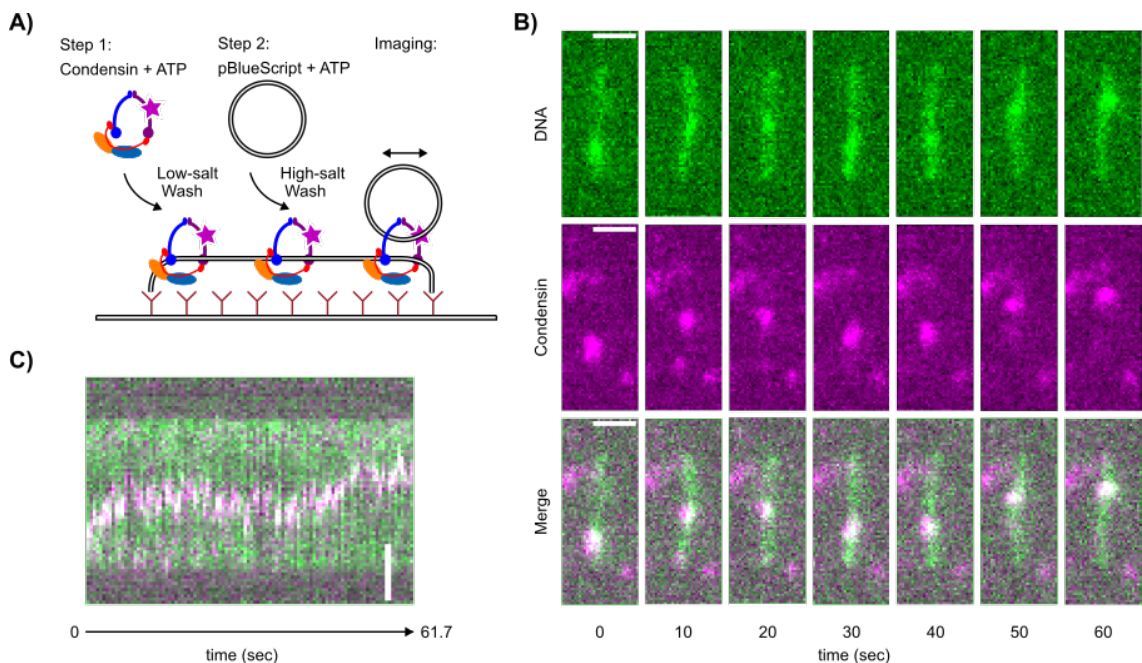 A)
Step 1:
Condensin + ATP
Step 2:
pBlueScript + ATP
Imaging:
Low-salt
Wash
High-salt
Wash
B)
DNA
Condensin
Merge
0 10 20 30 40 50 60
time (sec)
C)
0 61.7
time (sec)